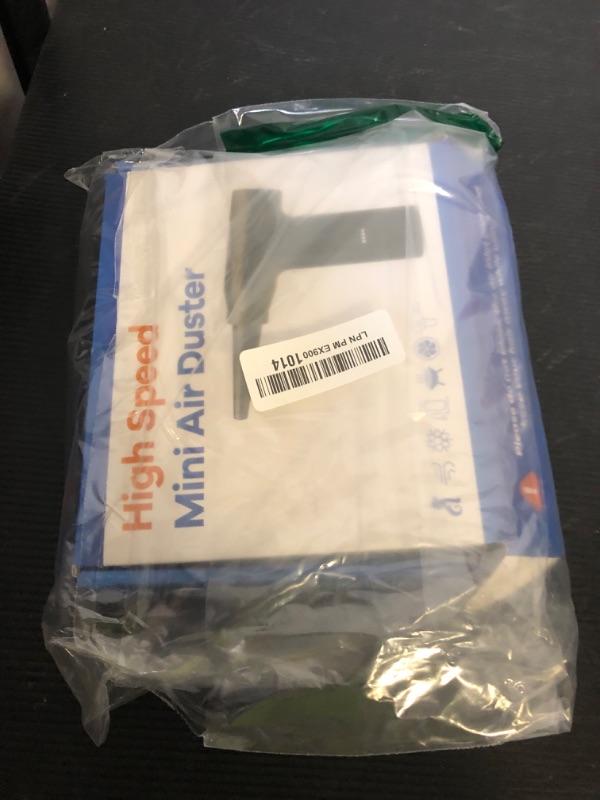 High Speed
Mini Air Duster
LPN PM EX900 1014